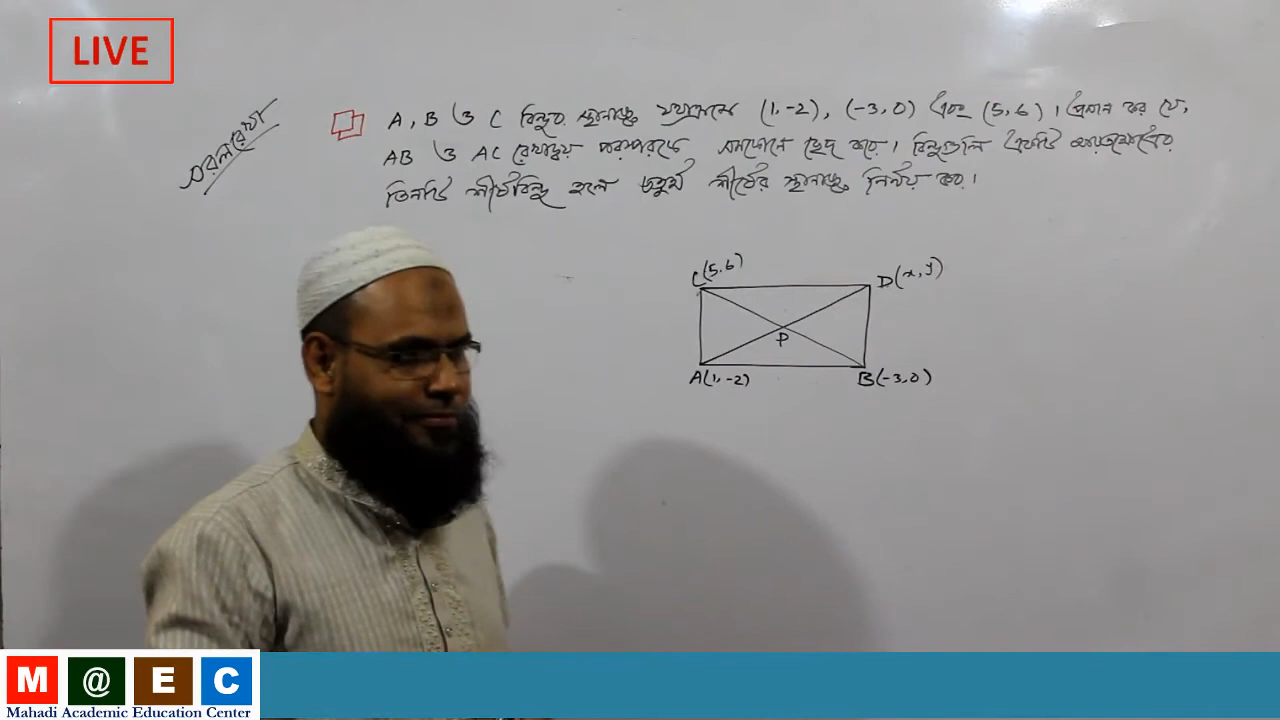 LIVE
সরলরেখা
A, B ও C বিন্দুর স্থানাঙ্ক যথাক্রমে (1,-2), (-3,0) এবং (5,6)। প্রমাণ কর যে,
AB ও AC রেখাদ্বয় পরস্পরকে সমকোণে ছেদ করে। বিন্দুগুলি একটি আয়তক্ষেত্রের
তিনটি শীর্ষবিন্দু হলে চতুর্থ শীর্ষের স্থানাঙ্ক নির্ণয় কর।
C(5,6)
D(x,y)
P
A(1,-2)
B(-3,0)
M @ E C
Mahadi Academic Education Center